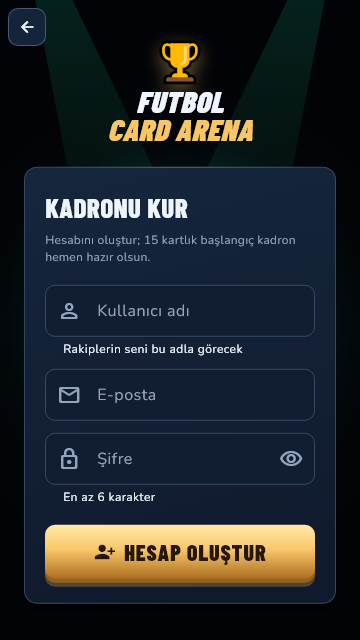 FUTBOL
CARD ARENA
KADRONU KUR
Hesabını oluştur; 15 kartlık başlangıç kadron
hemen hazır olsun.
Kullanıcı adı
Rakiplerin seni bu adla görecek
E-posta
Şifre
En az 6 karakter
HESAP OLUŞTUR